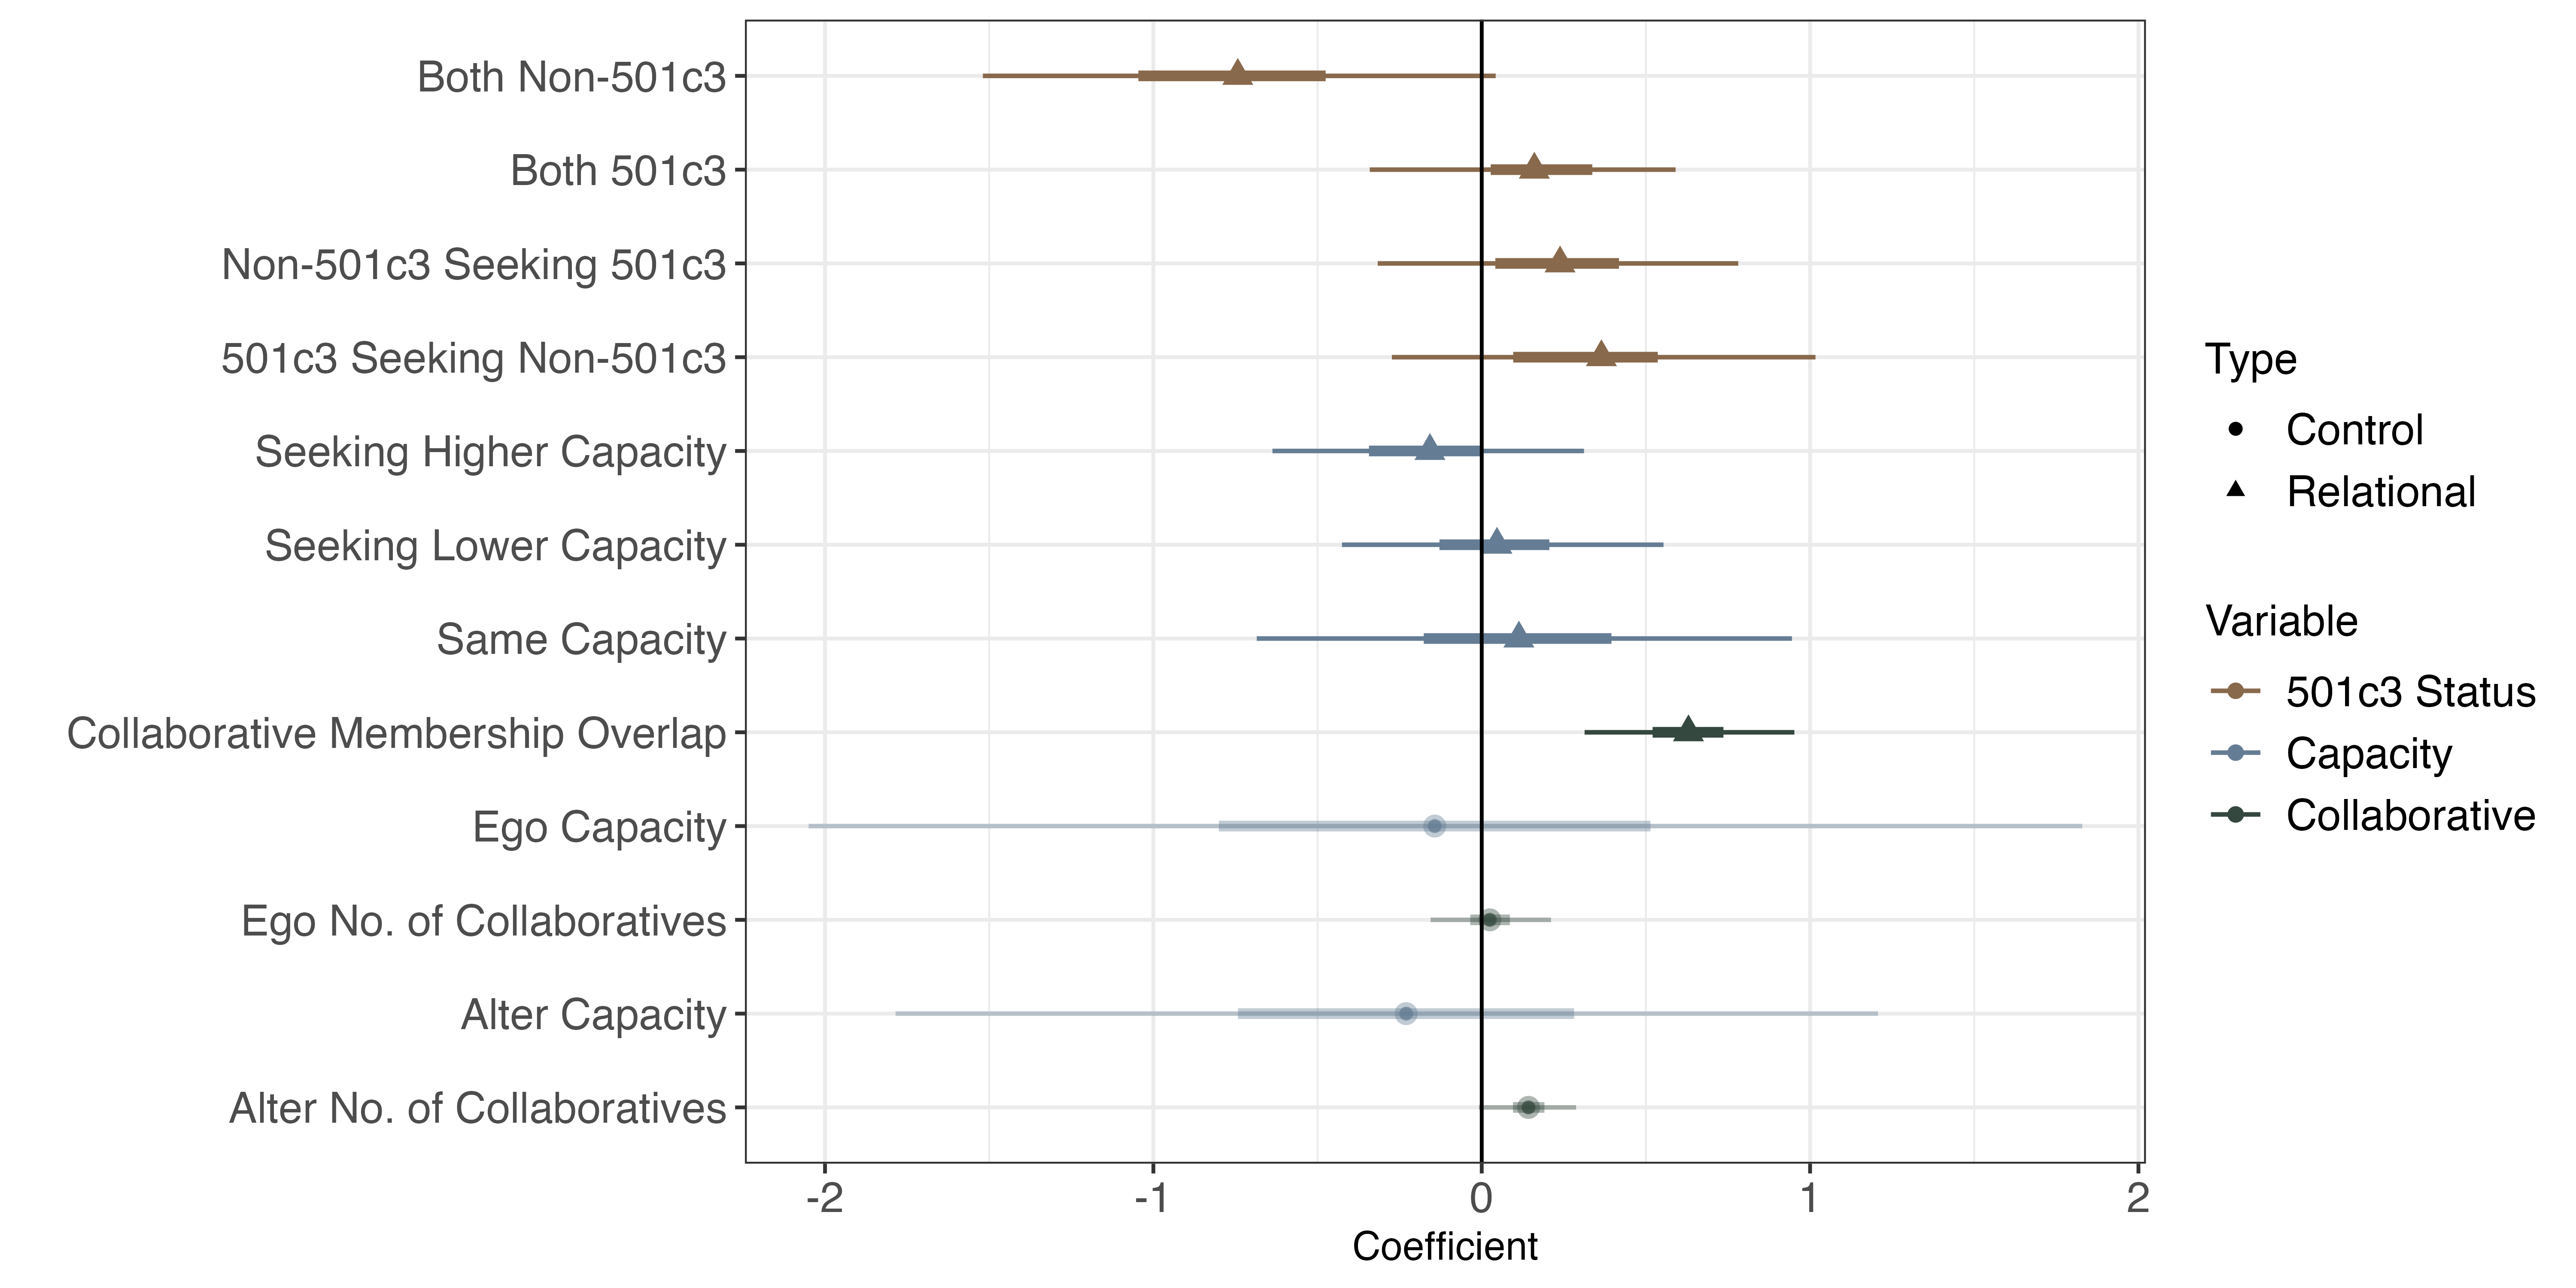 Both Non-501c3
Both 501c3
Non-501c3 Seeking 501c3
501c3 Seeking Non-501c3
Seeking Higher Capacity
Seeking Lower Capacity
Same Capacity
Collaborative Membership Overlap
Ego Capacity
Ego No. of Collaboratives
Alter Capacity
Alter No. of Collaboratives
-2 -1 0 1 2
Coefficient
Type
Control
Relational
Variable
501c3 Status
Capacity
Collaborative